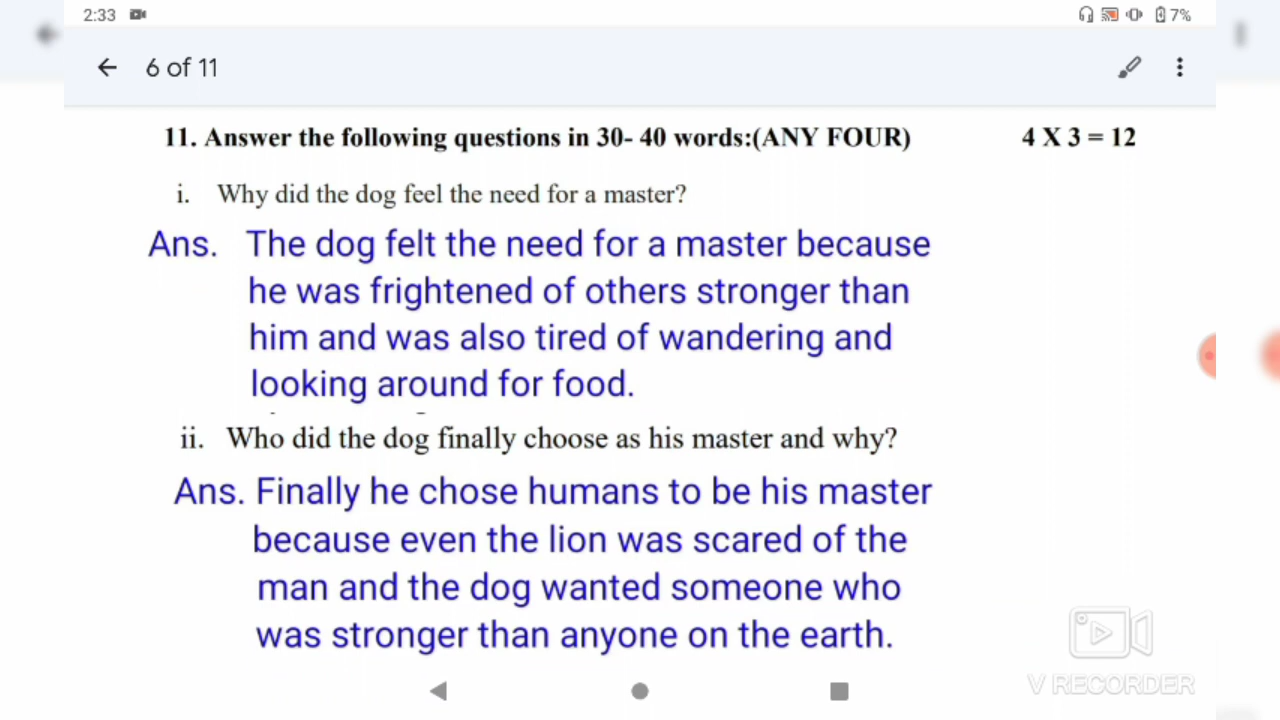 2:33
7%
6 of 11
11. Answer the following questions in 30- 40 words:(ANY FOUR) 4 X 3 = 12
i. Why did the dog feel the need for a master?
Ans. The dog felt the need for a master because
he was frightened of others stronger than
him and was also tired of wandering and
looking around for food.
ii. Who did the dog finally choose as his master and why?
Ans. Finally he chose humans to be his master
because even the lion was scared of the
man and the dog wanted someone who
was stronger than anyone on the earth.
V RECORDER